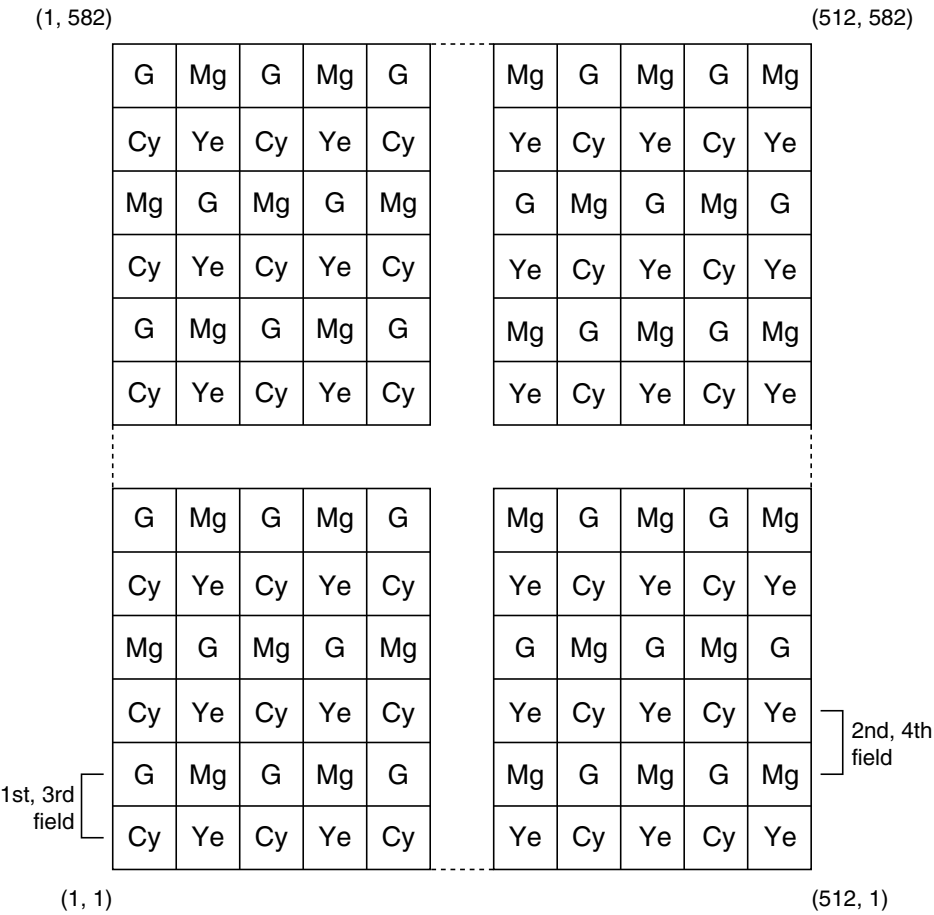 (1, 582) (512, 582)
G Mg G Mg G Mg G Mg G Mg
Cy Ye Cy Ye Cy Ye Cy Ye Cy Ye
Mg G Mg G Mg G Mg G Mg G
Cy Ye Cy Ye Cy Ye Cy Ye Cy Ye
G Mg G Mg G Mg G Mg G Mg
Cy Ye Cy Ye Cy Ye Cy Ye Cy Ye
G Mg G Mg G Mg G Mg G Mg
Cy Ye Cy Ye Cy Ye Cy Ye Cy Ye
Mg G Mg G Mg G Mg G Mg G
Cy Ye Cy Ye Cy Ye Cy Ye Cy Ye
2nd, 4th
field
G Mg G Mg G Mg G Mg G Mg
1st, 3rd
field
Cy Ye Cy Ye Cy Ye Cy Ye Cy Ye
(1, 1) (512, 1)